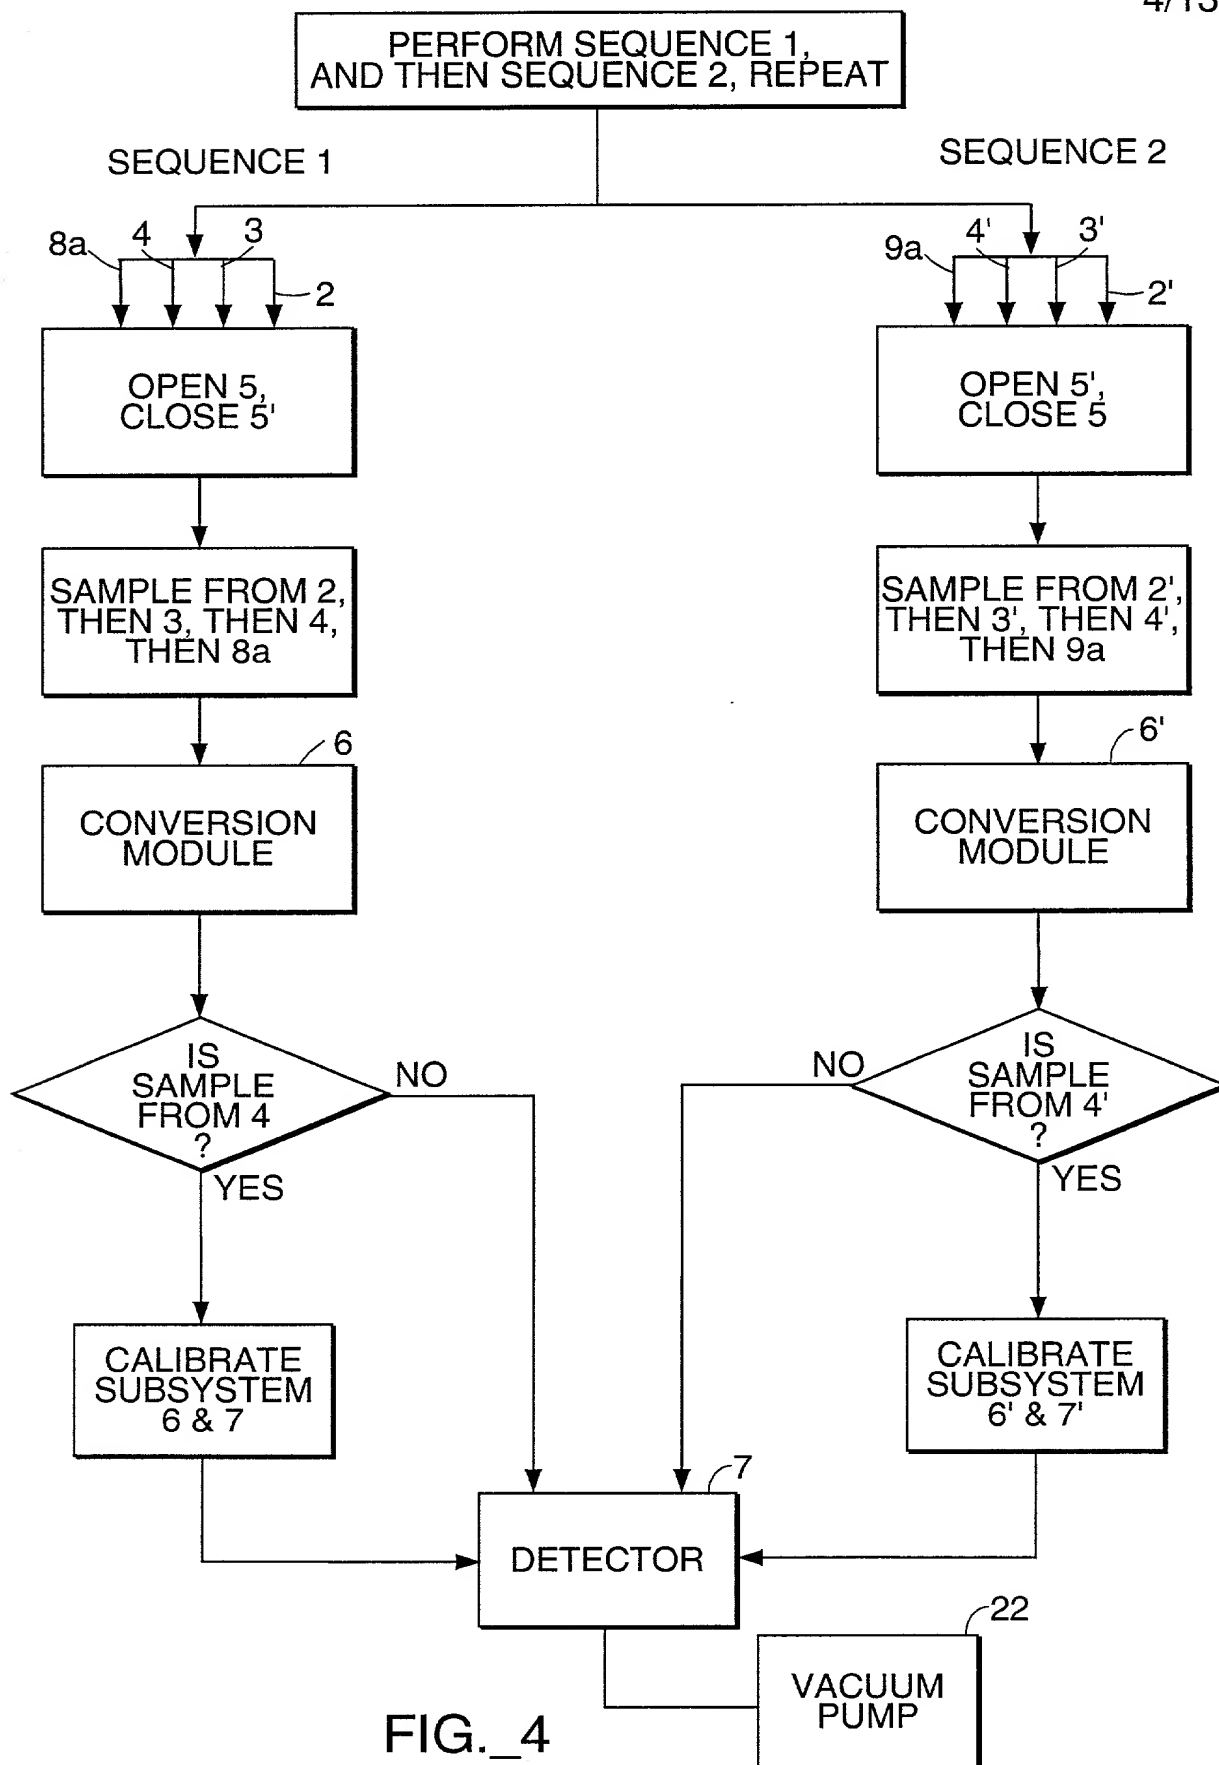 4/13
PERFORM SEQUENCE 1,
AND THEN SEQUENCE 2, REPEAT
SEQUENCE 1
SEQUENCE 2
8a
4
3
2
9a
4'
3'
2'
OPEN 5,
CLOSE 5'
OPEN 5',
CLOSE 5
SAMPLE FROM 2,
THEN 3, THEN 4,
THEN 8a
SAMPLE FROM 2',
THEN 3', THEN 4',
THEN 9a
6
CONVERSION
MODULE
6'
CONVERSION
MODULE
IS
SAMPLE
FROM 4
?
NO
YES
NO
IS
SAMPLE
FROM 4'
?
YES
CALIBRATE
SUBSYSTEM
6 & 7
CALIBRATE
SUBSYSTEM
6' & 7'
7
DETECTOR
22
VACUUM
PUMP
FIG._4